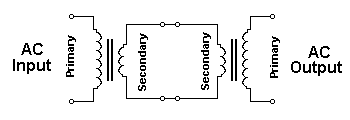 AC
Input
Primary
Secondary
Secondary
Primary
AC
Output